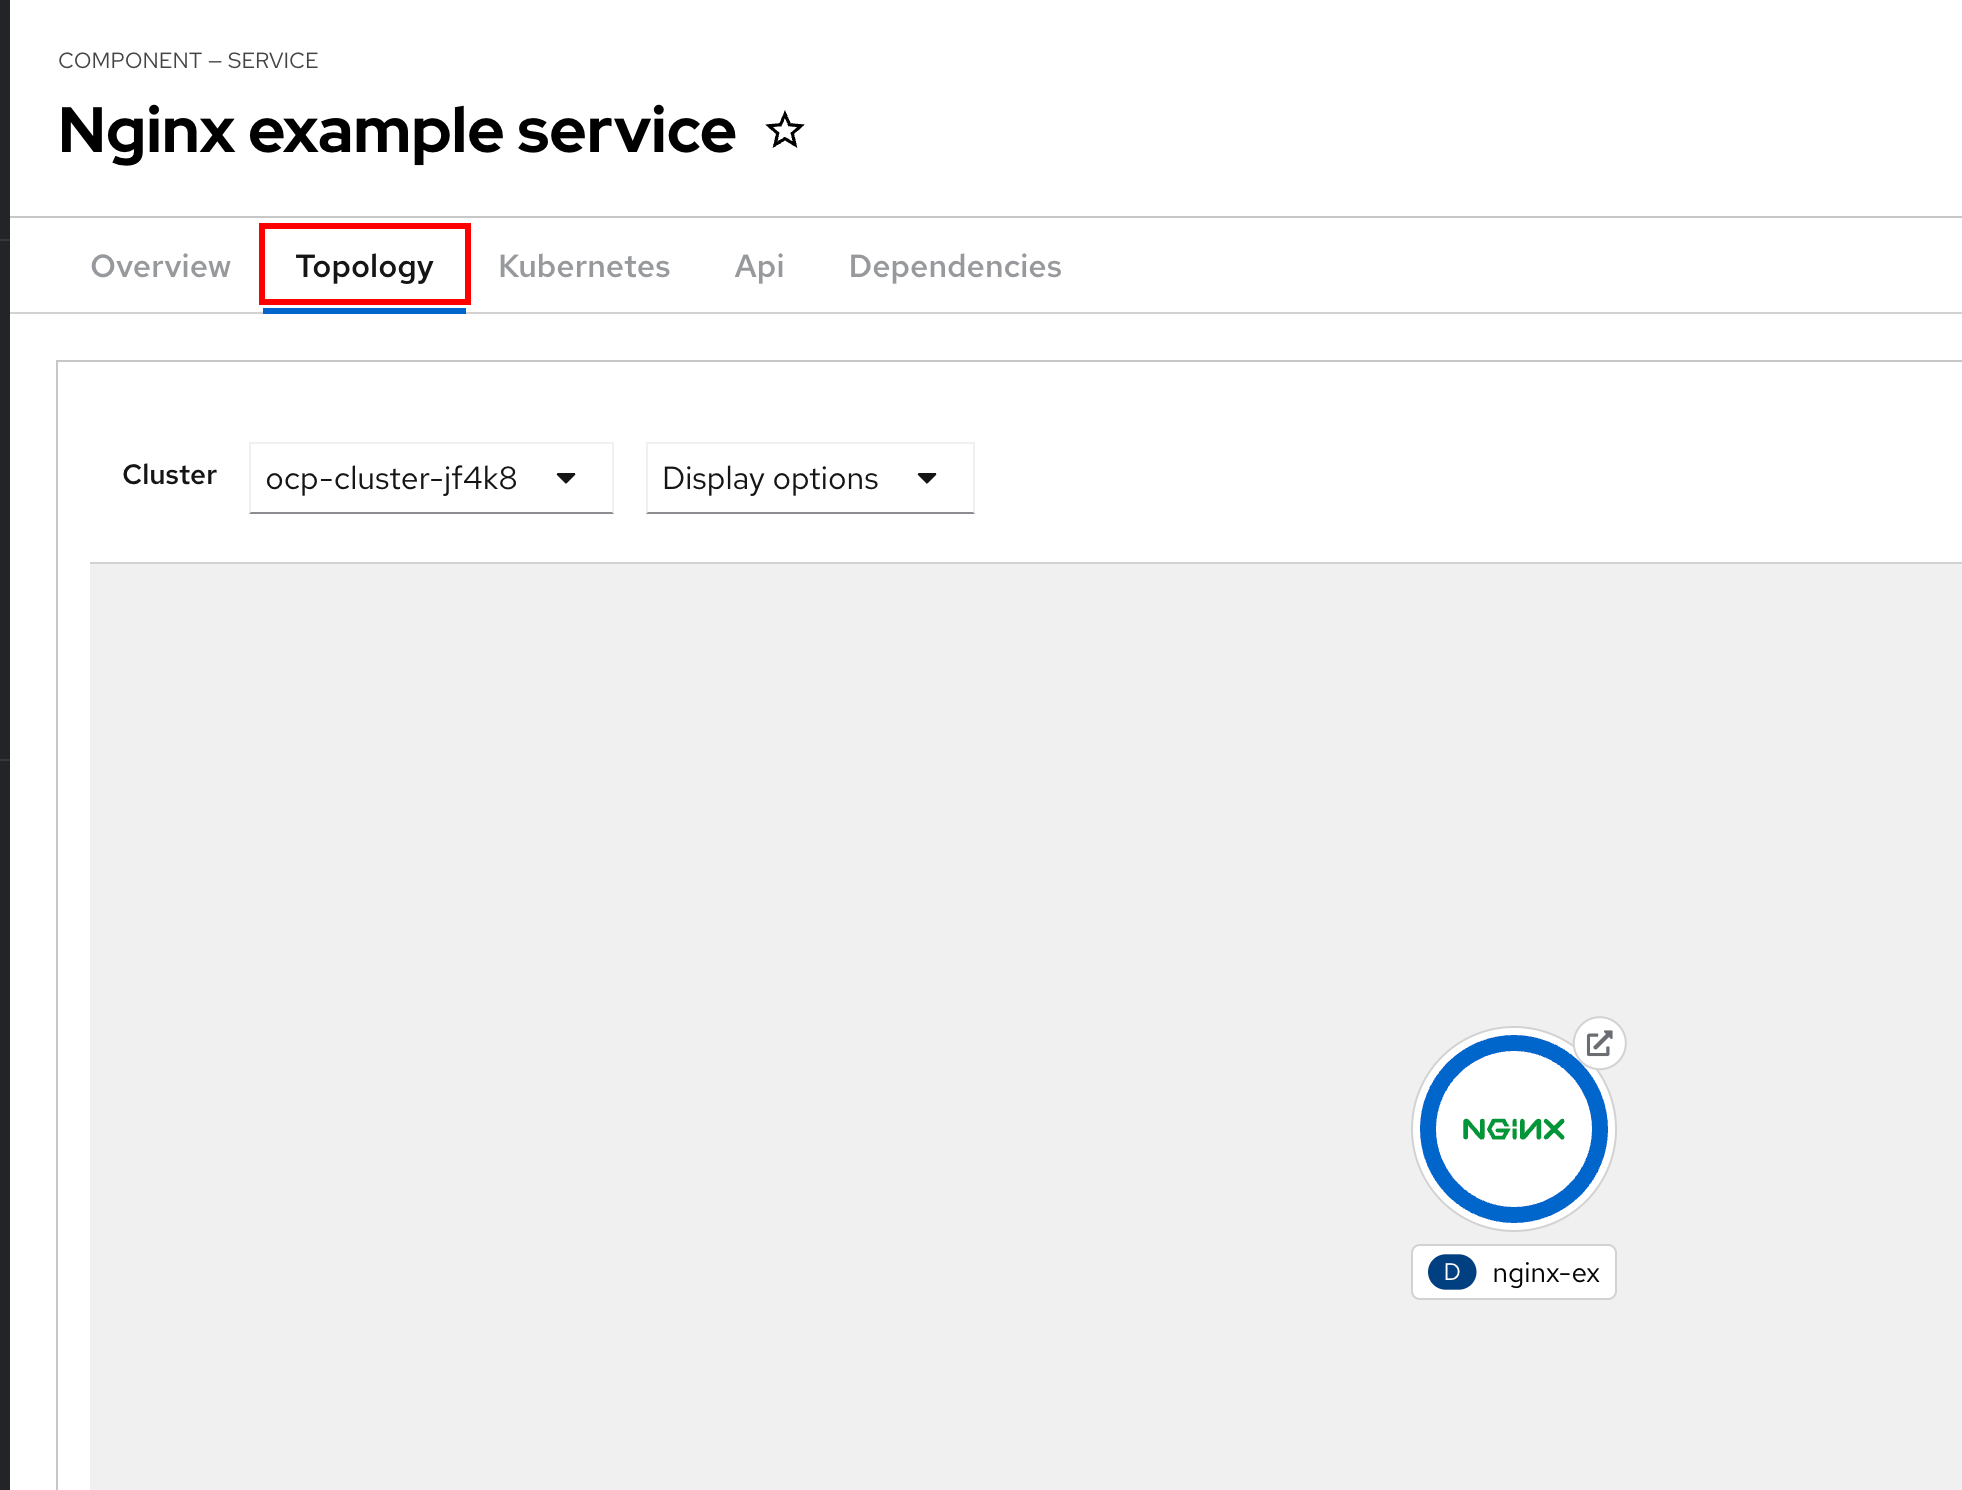 COMPONENT — SERVICE
Nginx example service
Overview Topology Kubernetes Api Dependencies
Cluster ocp-cluster-jf4k8 Display options
NGINX
D nginx-ex